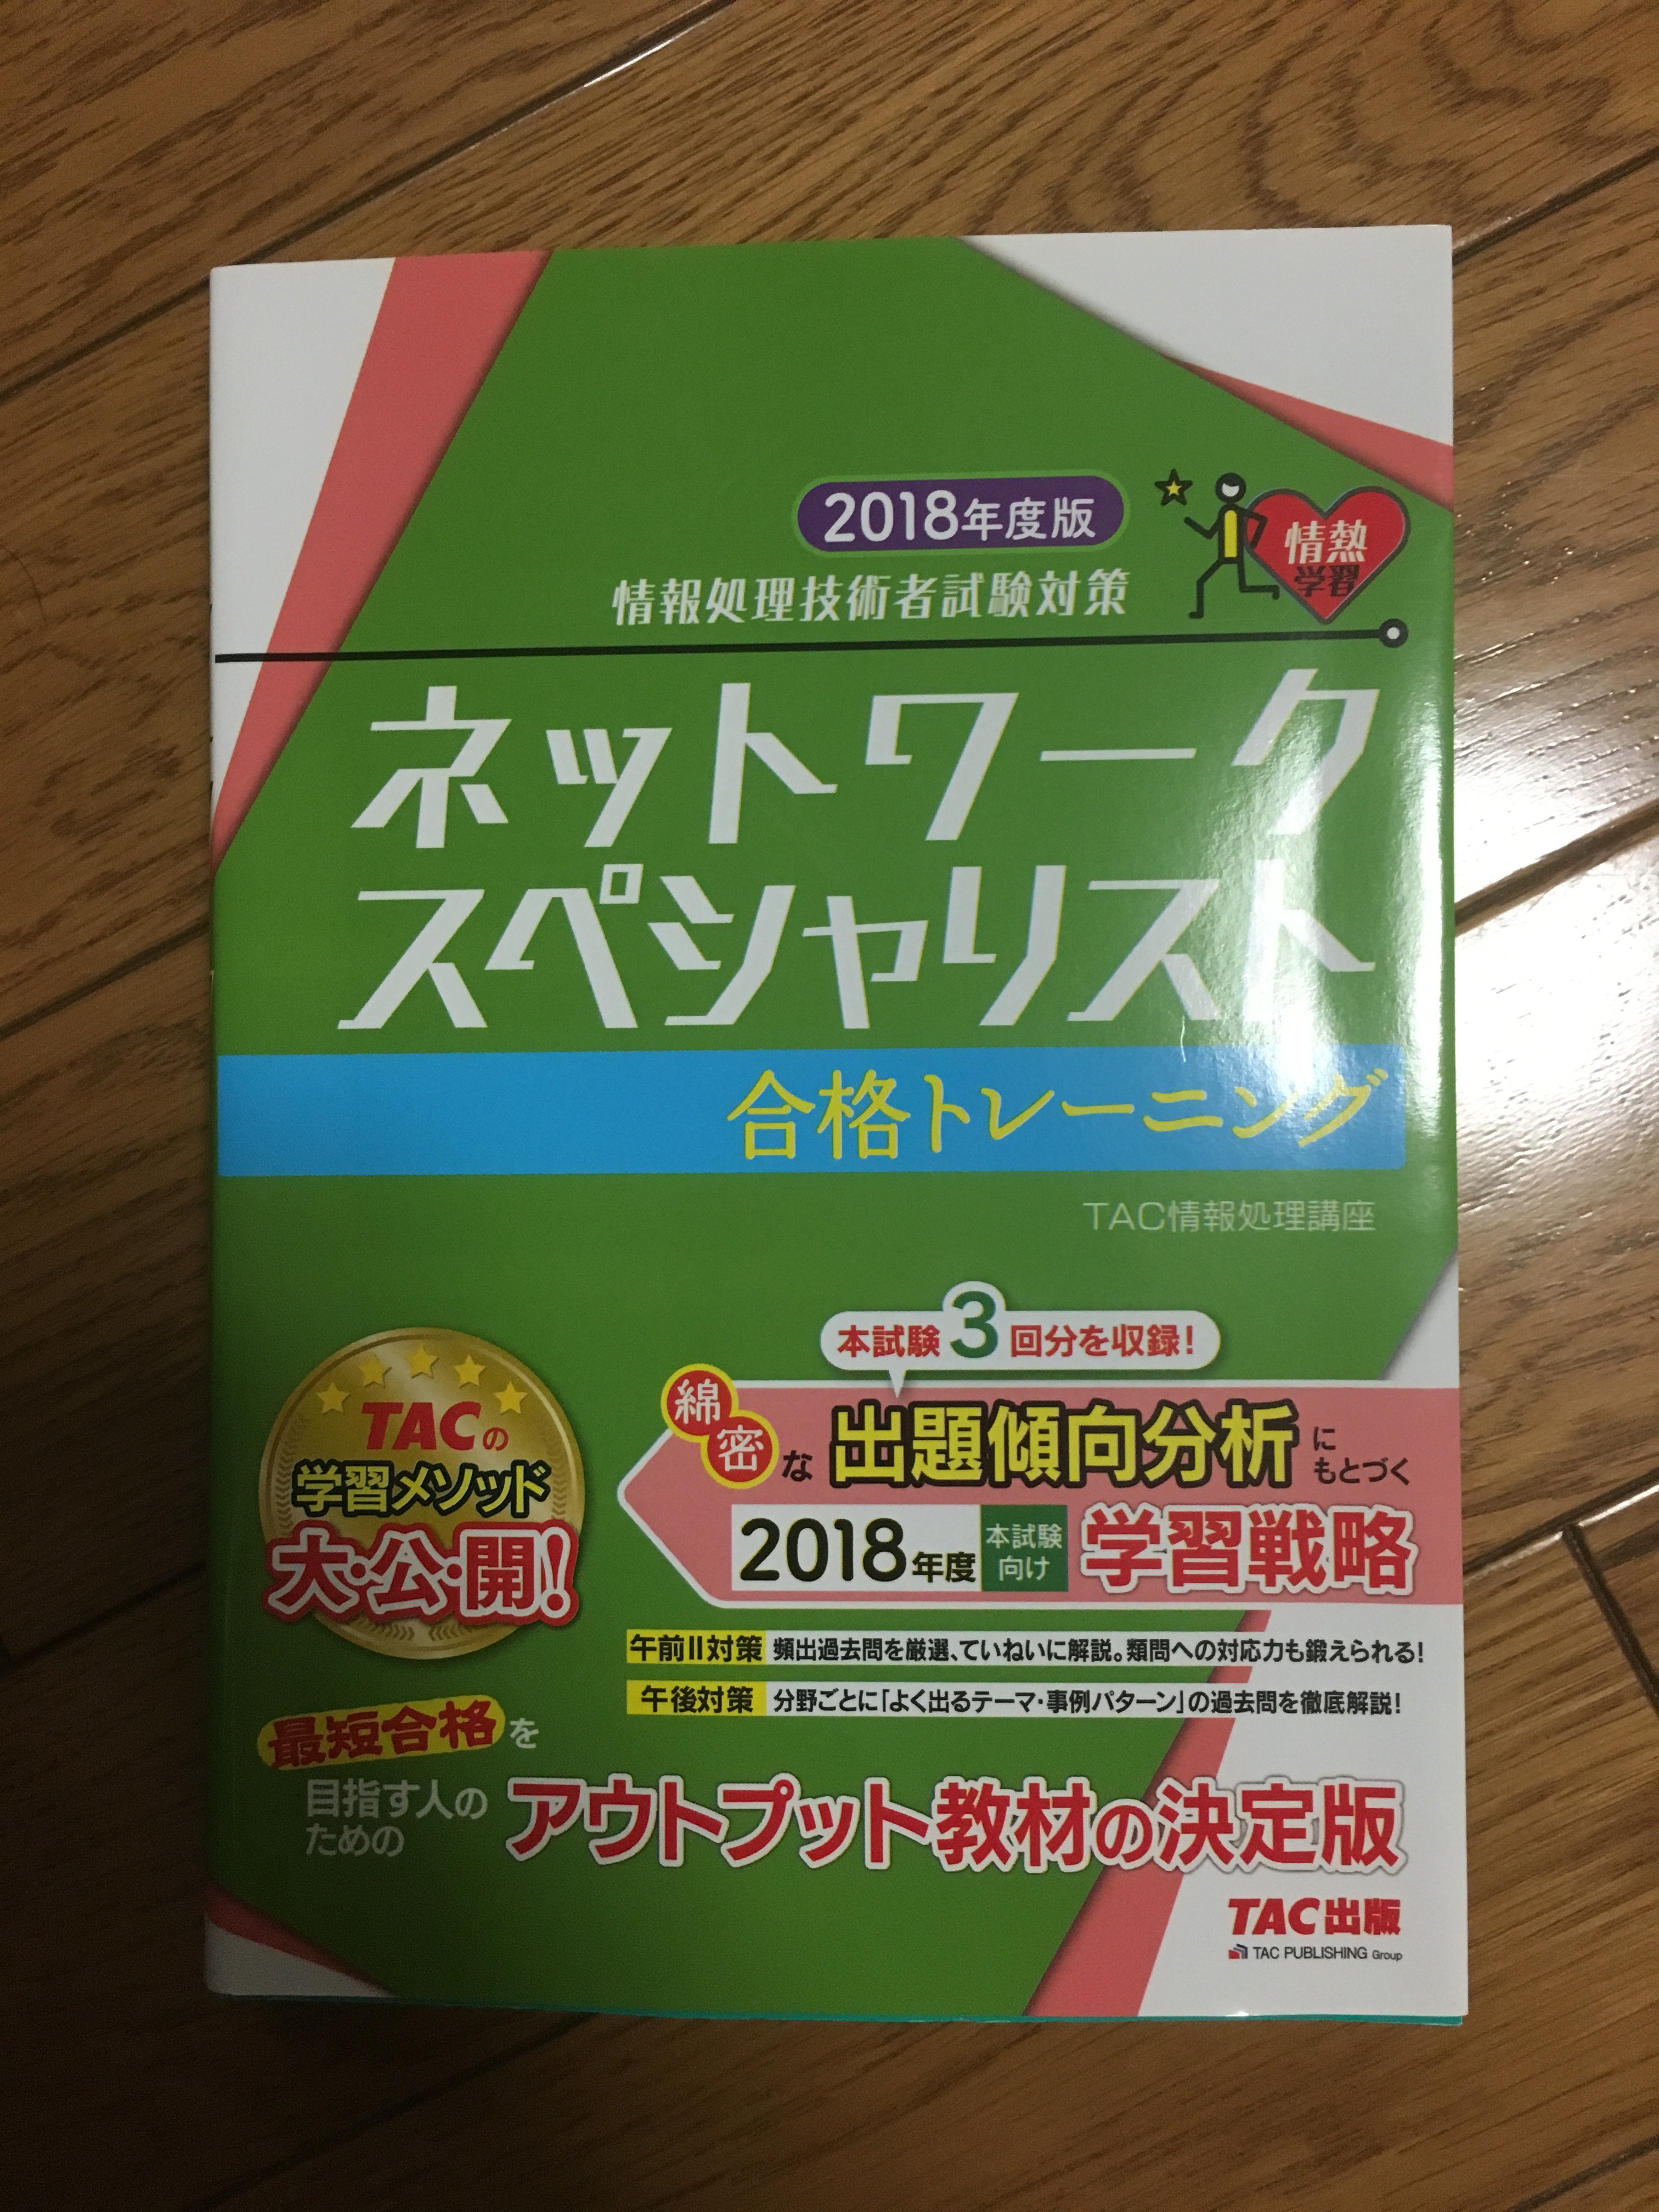 2018年度版
情報処理技術者試験対策
情熱
学習
ネットワーク
スペシャリスト
合格トレーニング
TAC情報処理講座
本試験3回分を収録!
綿密な出題傾向分析にもとづく
2018年度本試験向け学習戦略
TACの
学習メソッド
大・公・開!
午前II対策 頻出過去問を厳選、ていねいに解説。類問への対応力も鍛えられる!
午後対策 分野ごとに「よく出るテーマ・事例パターン」の過去問を徹底解説!
最短合格を
目指す人の
ための
アウトプット教材の決定版
TAC出版
TAC PUBLISHING Group